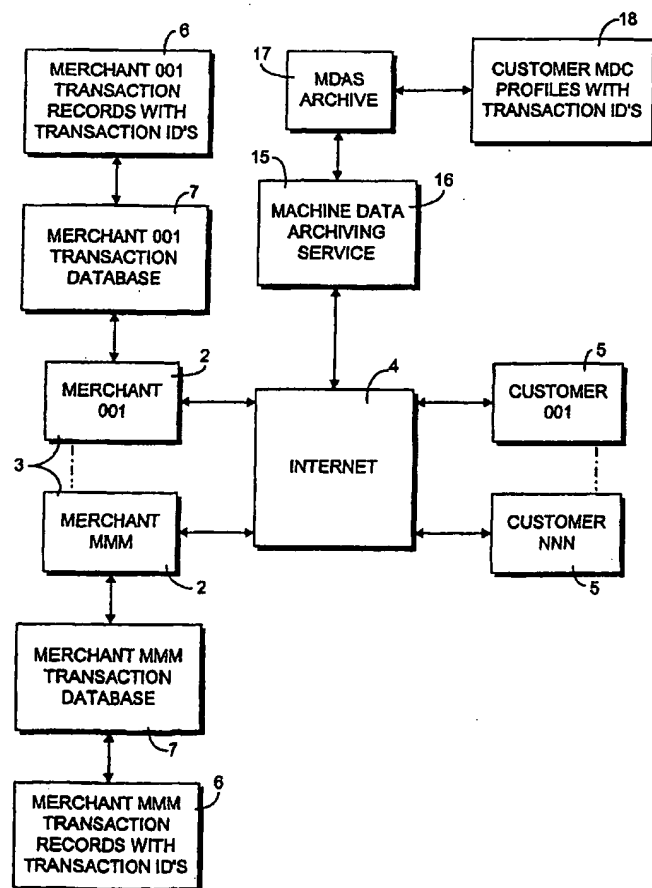 6
MERCHANT 001
TRANSACTION
RECORDS WITH
TRANSACTION ID'S
17
MDAS
ARCHIVE
18
CUSTOMER MDC
PROFILES WITH
TRANSACTION ID'S
7
MERCHANT 001
TRANSACTION
DATABASE
15
16
MACHINE DATA
ARCHIVING
SERVICE
2
MERCHANT
001
4
INTERNET
5
CUSTOMER
001
3
MERCHANT
MMM
2
CUSTOMER
NNN
5
MERCHANT MMM
TRANSACTION
DATABASE
7
6
MERCHANT MMM
TRANSACTION
RECORDS WITH
TRANSACTION ID'S